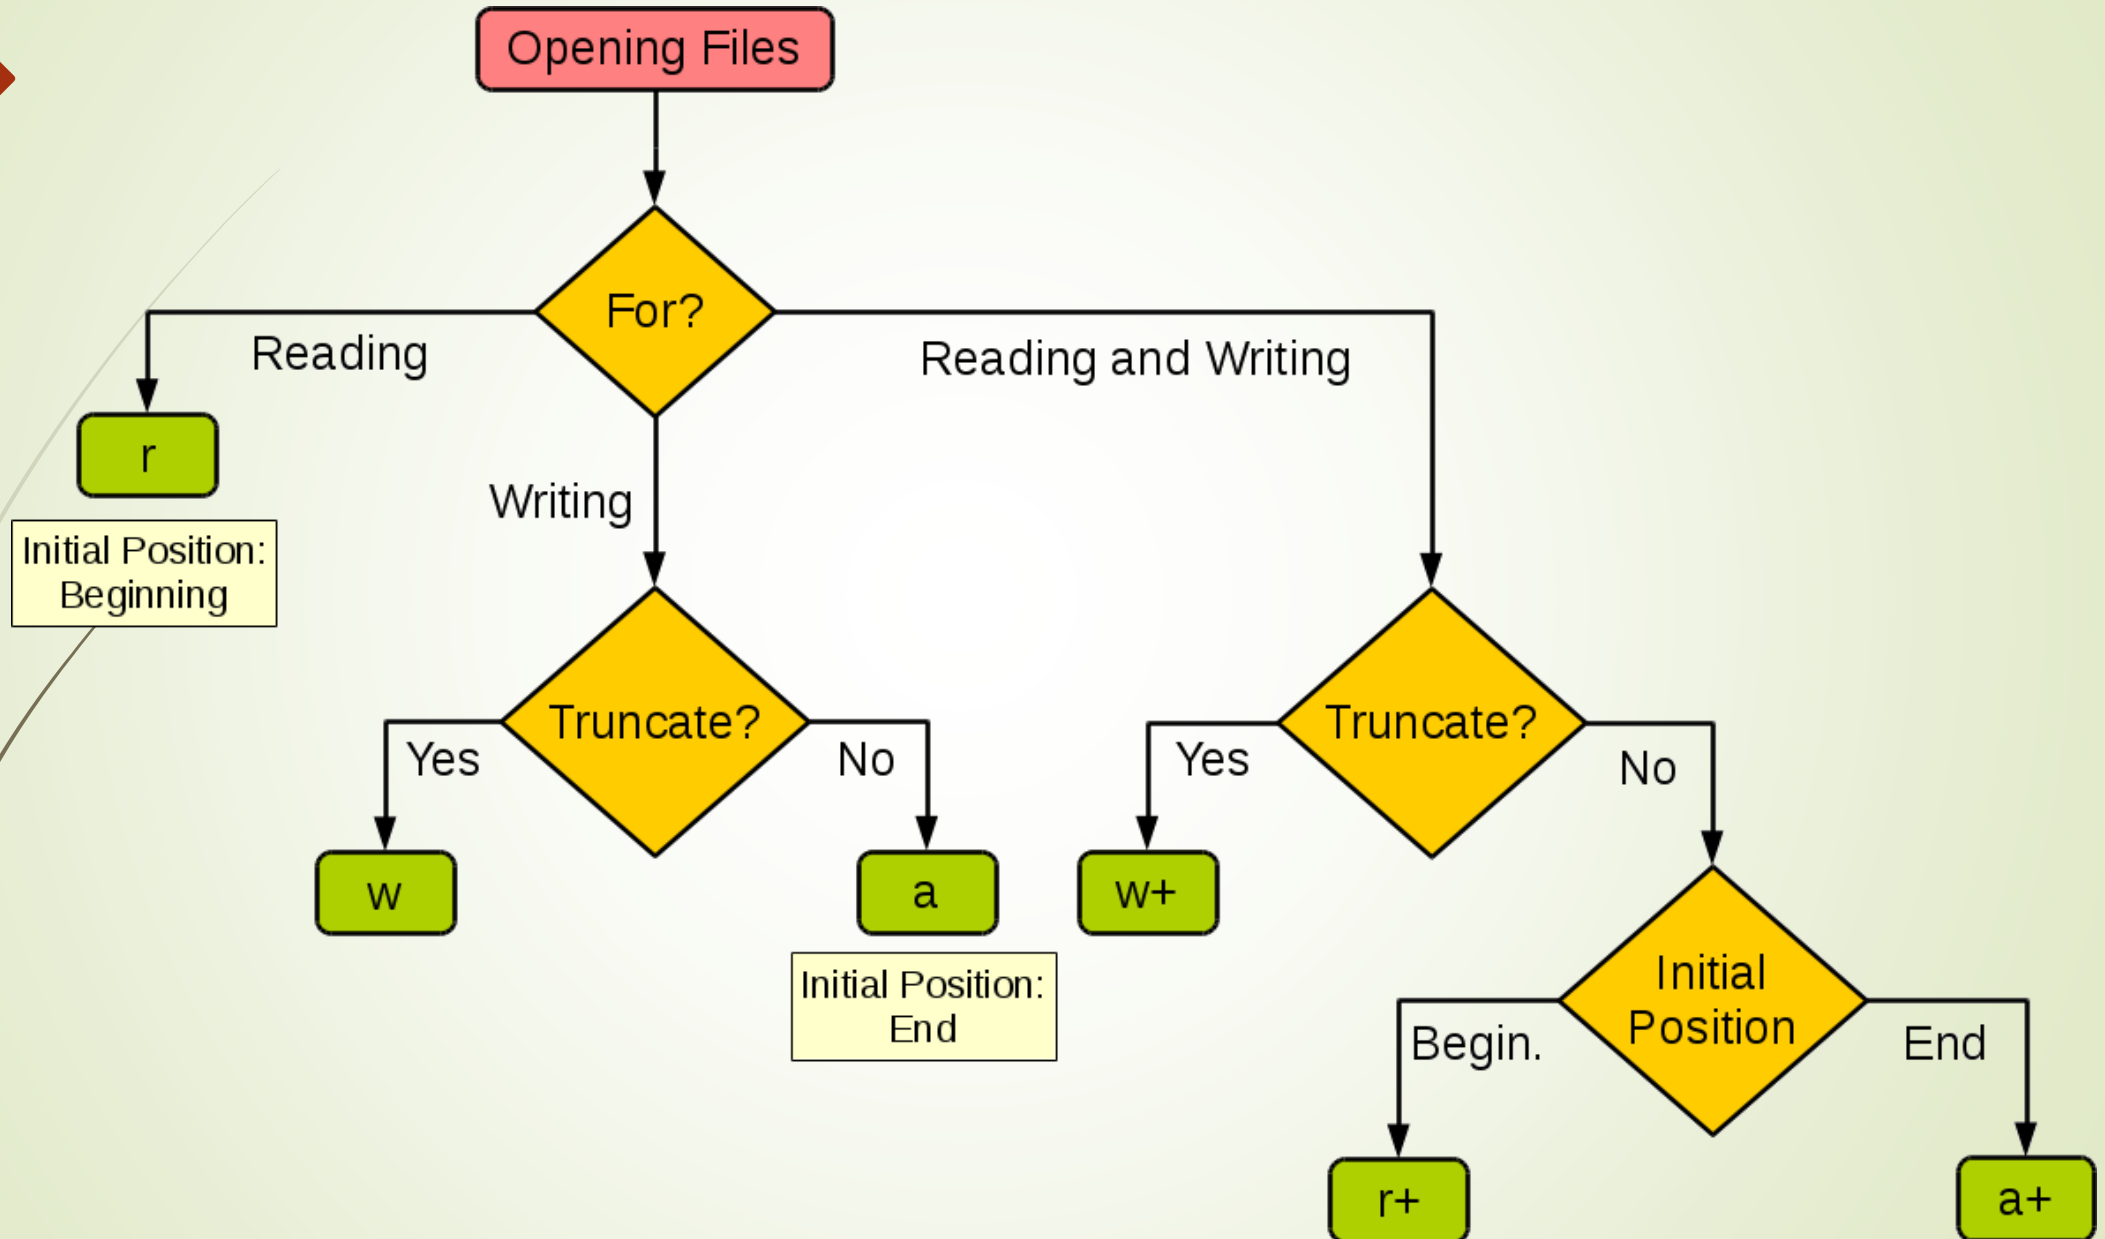 Opening Files
For?
Reading
Reading and Writing
r
Writing
Initial Position:
Beginning
Truncate?
Yes
No
w
a
Initial Position:
End
Truncate?
Yes
No
w+
Initial
Position
Begin.
End
r+
a+